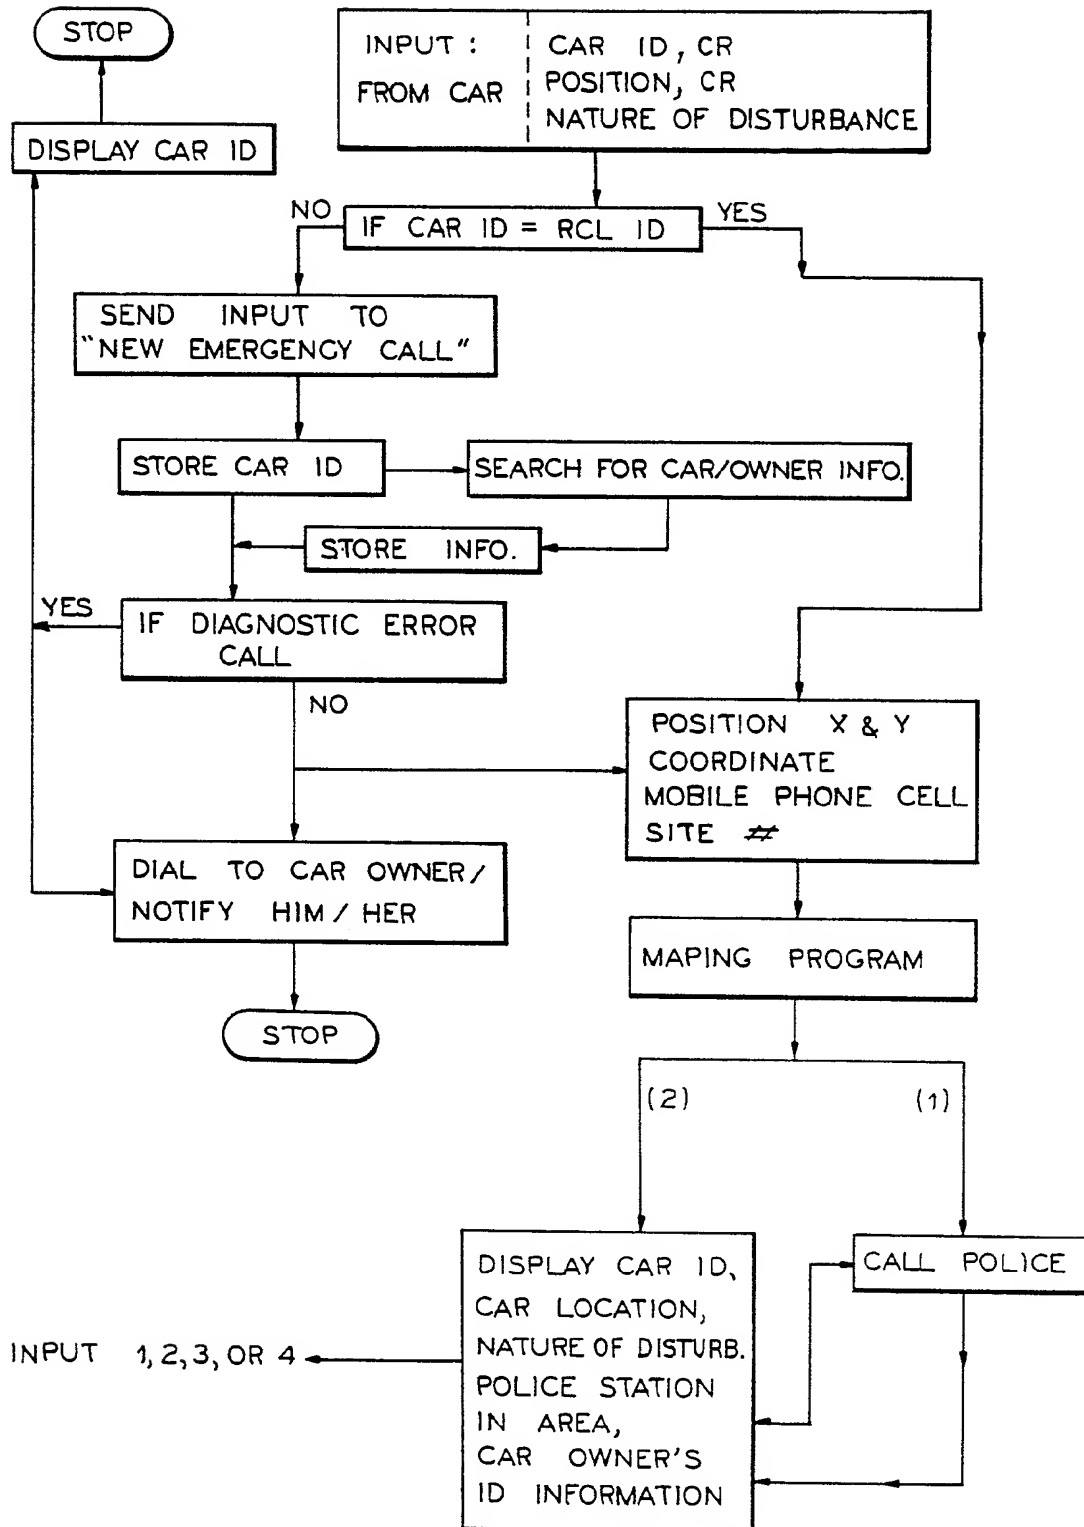 STOP
INPUT :
FROM CAR
CAR ID, CR
POSITION, CR
NATURE OF DISTURBANCE
DISPLAY CAR ID
NO
IF CAR ID = RCL ID
YES
SEND INPUT TO
"NEW EMERGENCY CALL"
STORE CAR ID
SEARCH FOR CAR/OWNER INFO.
STORE INFO.
YES
IF DIAGNOSTIC ERROR
CALL
NO
POSITION X & Y
COORDINATE
MOBILE PHONE CELL
SITE #
DIAL TO CAR OWNER/
NOTIFY HIM / HER
MAPING PROGRAM
STOP
(2)
(1)
DISPLAY CAR ID,
CAR LOCATION,
NATURE OF DISTURB.
POLICE STATION
IN AREA,
CAR OWNER'S
ID INFORMATION
CALL POLICE
INPUT 1, 2, 3, OR 4